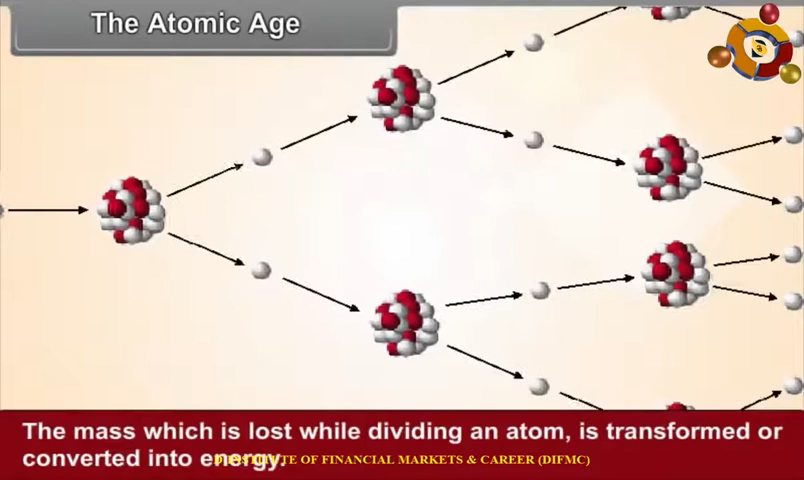 The Atomic Age
The mass which is lost while dividing an atom, is transformed or
converted into energy.
INSTITUTE OF FINANCIAL MARKETS & CAREER (DIFMC)